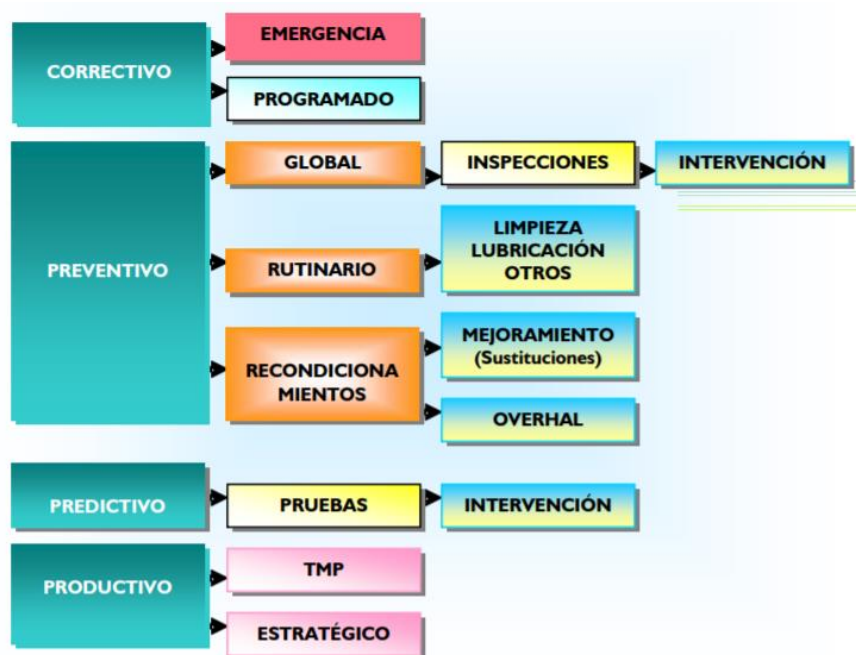 CORRECTIVO
EMERGENCIA
PROGRAMADO
PREVENTIVO
GLOBAL
INSPECCIONES
INTERVENCIÓN
RUTINARIO
LIMPIEZA
LUBRICACIÓN
OTROS
RECONDICIONA
MIENTOS
MEJORAMIENTO
(Sustituciones)
OVERHAL
PREDICTIVO
PRUEBAS
INTERVENCIÓN
PRODUCTIVO
TMP
ESTRATÉGICO